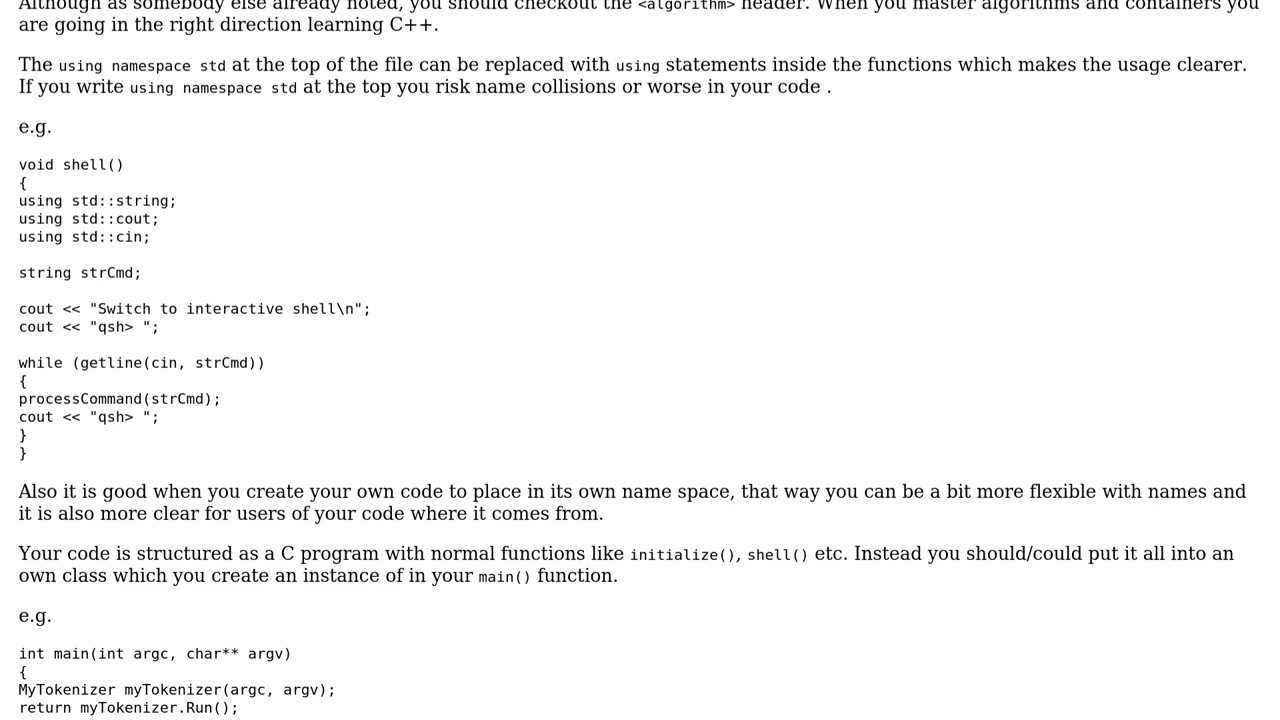 Although as somebody else already noted, you should checkout the <algorithm> header. When you master algorithms and containers you
are going in the right direction learning C++.
The using namespace std at the top of the file can be replaced with using statements inside the functions which makes the usage clearer.
If you write using namespace std at the top you risk name collisions or worse in your code .
e.g.
void shell()
{
using std::string;
using std::cout;
using std::cin;
string strCmd;
cout << "Switch to interactive shell\n";
cout << "qsh> ";
while (getline(cin, strCmd))
{
processCommand(strCmd);
cout << "qsh> ";
}
}
Also it is good when you create your own code to place in its own name space, that way you can be a bit more flexible with names and
it is also more clear for users of your code where it comes from.
Your code is structured as a C program with normal functions like initialize(), shell() etc. Instead you should/could put it all into an
own class which you create an instance of in your main() function.
e.g.
int main(int argc, char** argv)
{
MyTokenizer myTokenizer(argc, argv);
return myTokenizer.Run();